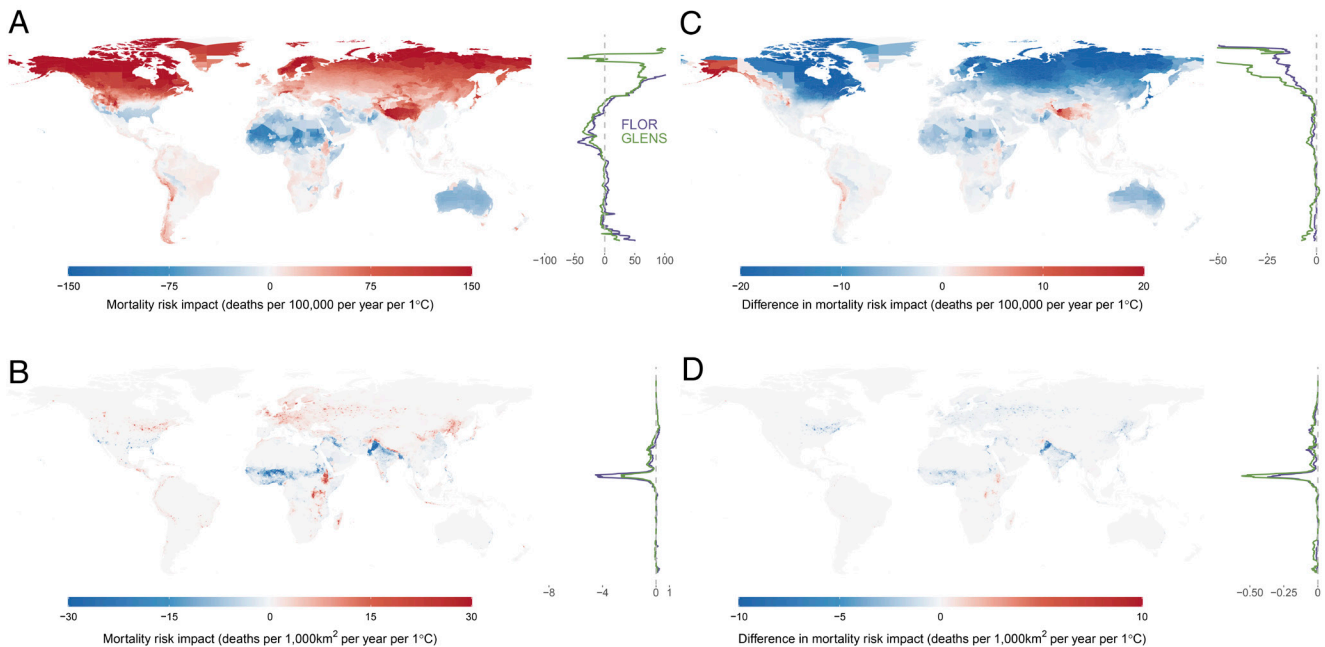 A
C
FLOR
GLENS
−150 −75 0 75 150
Mortality risk impact (deaths per 100,000 per year per 1°C)
−100 −50 0 50 100
−20 −10 0 10 20
Difference in mortality risk impact (deaths per 100,000 per year per 1°C)
−50 −25 0
B
D
−30 −15 0 15 30
Mortality risk impact (deaths per 1,000km² per year per 1°C)
−8 −4 0 1
−10 −5 0 5 10
Difference in mortality risk impact (deaths per 1,000km² per year per 1°C)
−0.50 −0.25 0